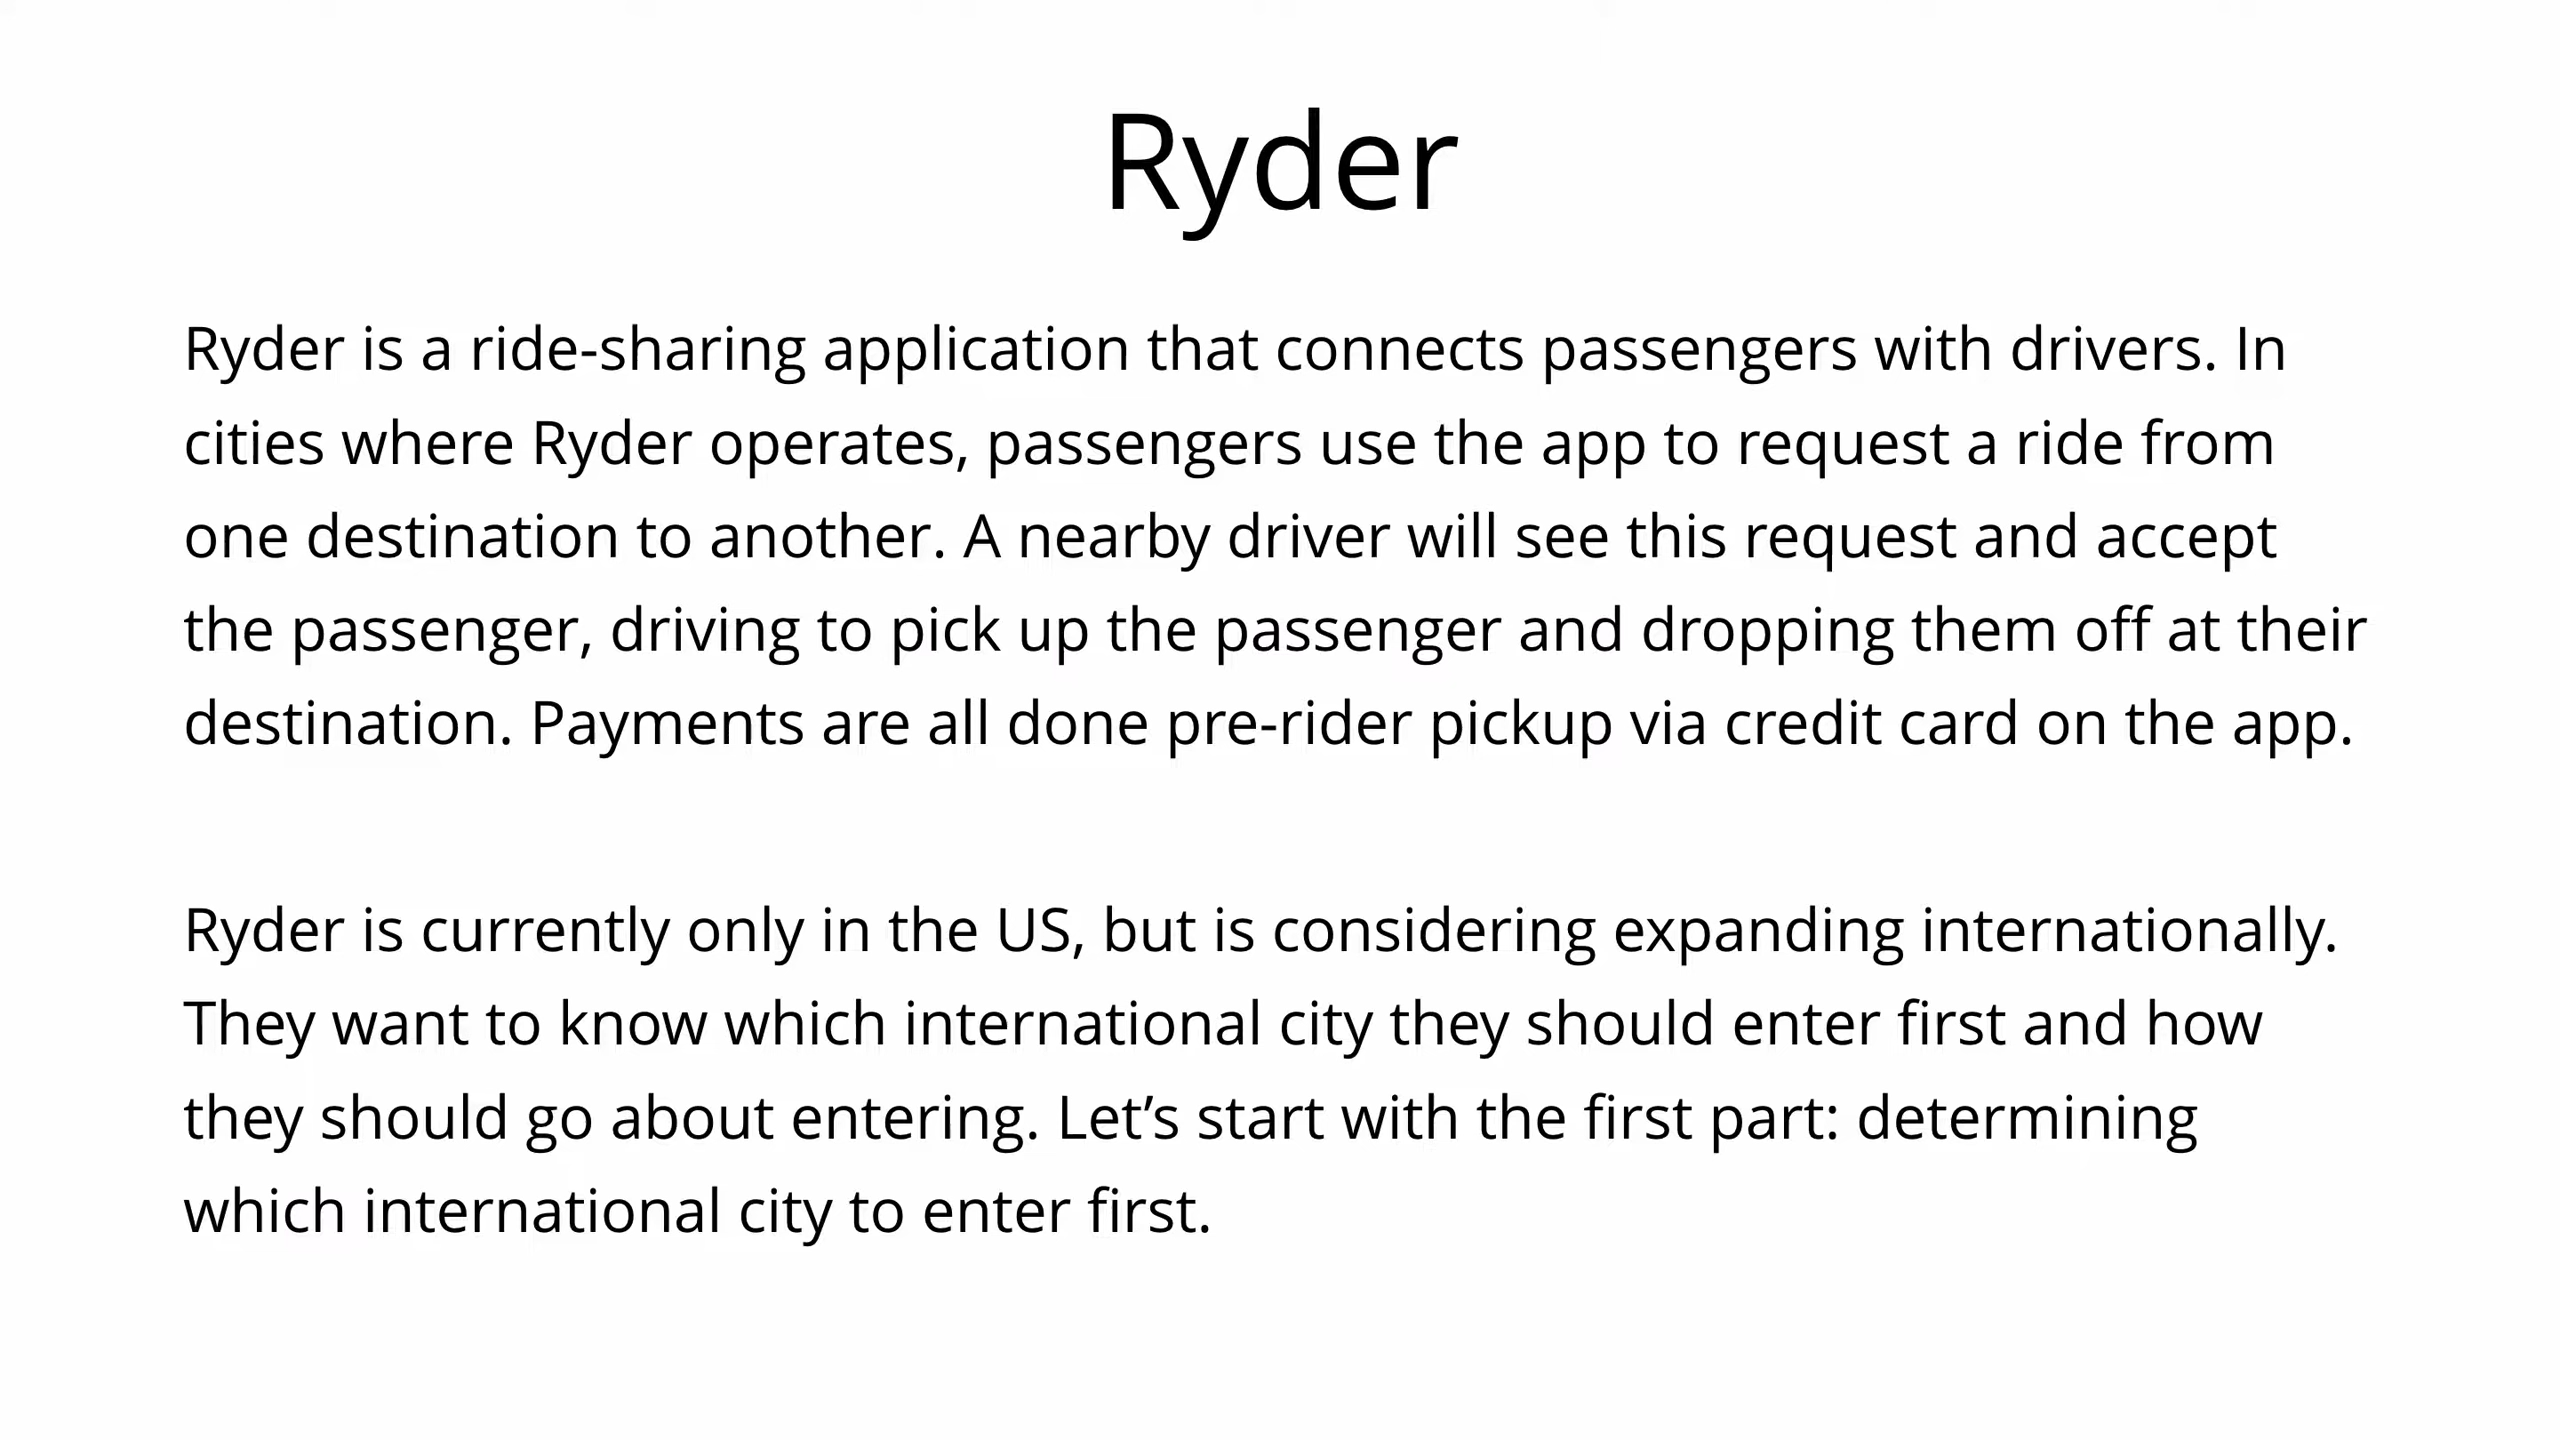 Ryder
Ryder is a ride-sharing application that connects passengers with drivers. In
cities where Ryder operates, passengers use the app to request a ride from
one destination to another. A nearby driver will see this request and accept
the passenger, driving to pick up the passenger and dropping them off at their
destination. Payments are all done pre-rider pickup via credit card on the app.
Ryder is currently only in the US, but is considering expanding internationally.
They want to know which international city they should enter first and how
they should go about entering. Let’s start with the first part: determining
which international city to enter first.